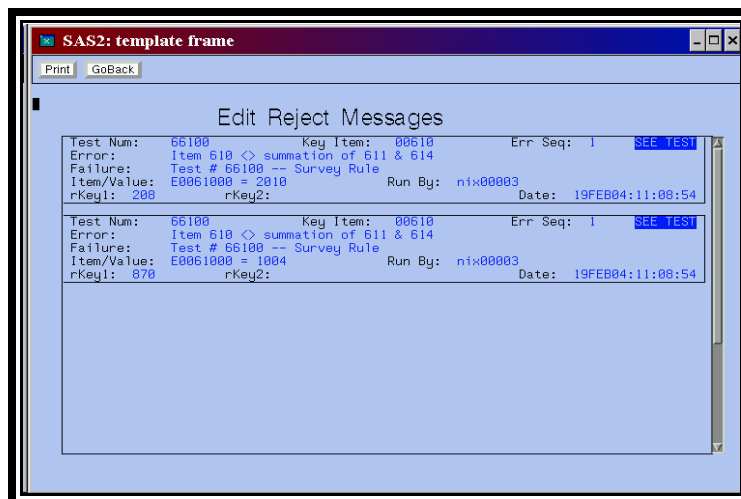 SAS2: template frame
Print GoBack
Edit Reject Messages
Test Num: 66100 Key Item: 00610 Err Seq: 1 SEE TEST
Error: Item 610 <> summation of 611 & 614
Failure: Test # 66100 -- Survey Rule
Item/Value: E0061000 = 2010 Run By: nix00003
rKey1: 208 rKey2: Date: 19FEB04:11:08:54
Test Num: 66100 Key Item: 00610 Err Seq: 1 SEE TEST
Error: Item 610 <> summation of 611 & 614
Failure: Test # 66100 -- Survey Rule
Item/Value: E0061000 = 1004 Run By: nix00003
rKey1: 870 rKey2: Date: 19FEB04:11:08:54